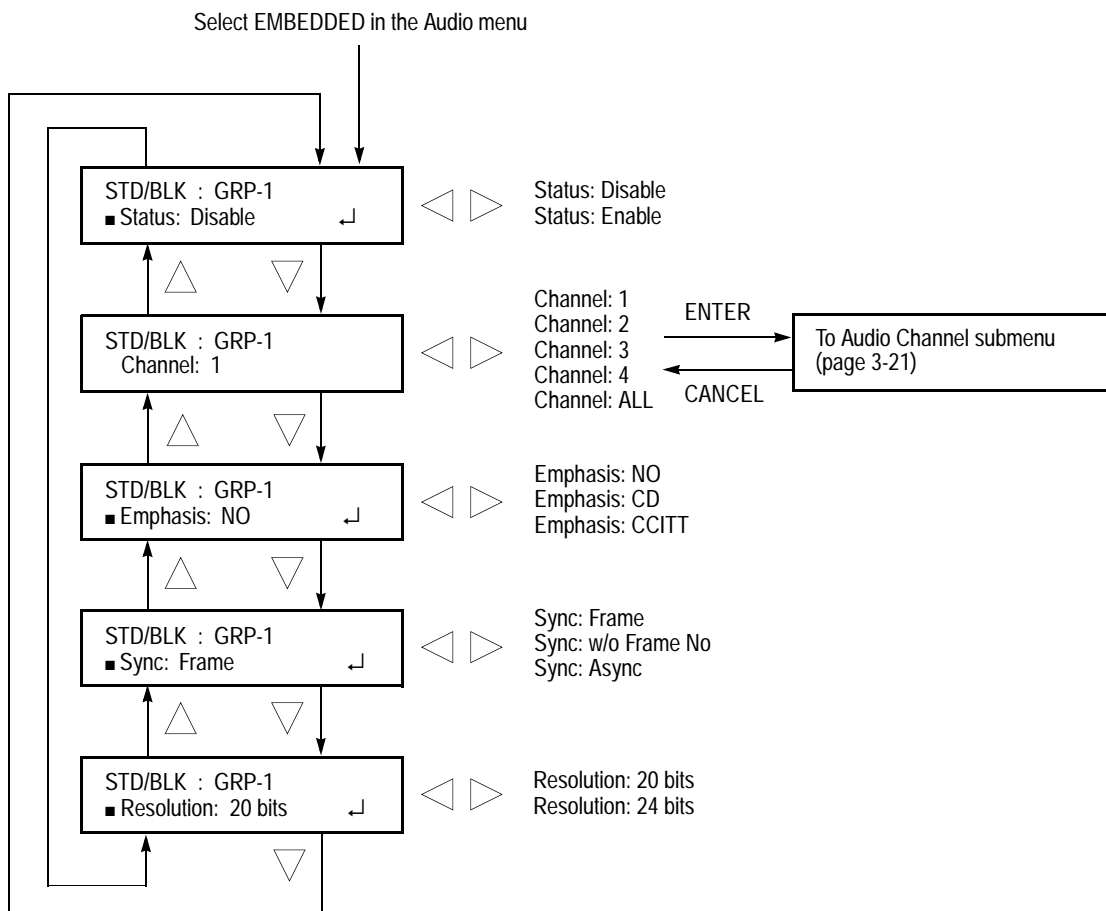 Select EMBEDDED in the Audio menu
STD/BLK : GRP-1
■ Status: Disable ↵
Status: Disable
Status: Enable
STD/BLK : GRP-1
Channel: 1
Channel: 1
Channel: 2
Channel: 3
Channel: 4
Channel: ALL
ENTER
CANCEL
To Audio Channel submenu
(page 3-21)
STD/BLK : GRP-1
■ Emphasis: NO ↵
Emphasis: NO
Emphasis: CD
Emphasis: CCITT
STD/BLK : GRP-1
■ Sync: Frame ↵
Sync: Frame
Sync: w/o Frame No
Sync: Async
STD/BLK : GRP-1
■ Resolution: 20 bits ↵
Resolution: 20 bits
Resolution: 24 bits